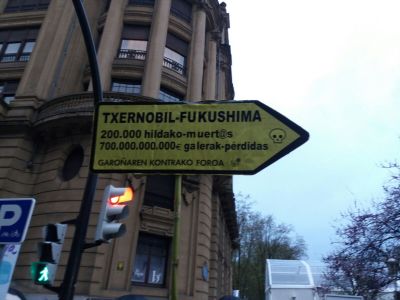 TXERNOBIL-FUKUSHIMA
200.000 hildako-muert@s
700.000.000.000€ galerak-pérdidas
GAROÑAREN KONTRAKO FOROA
P